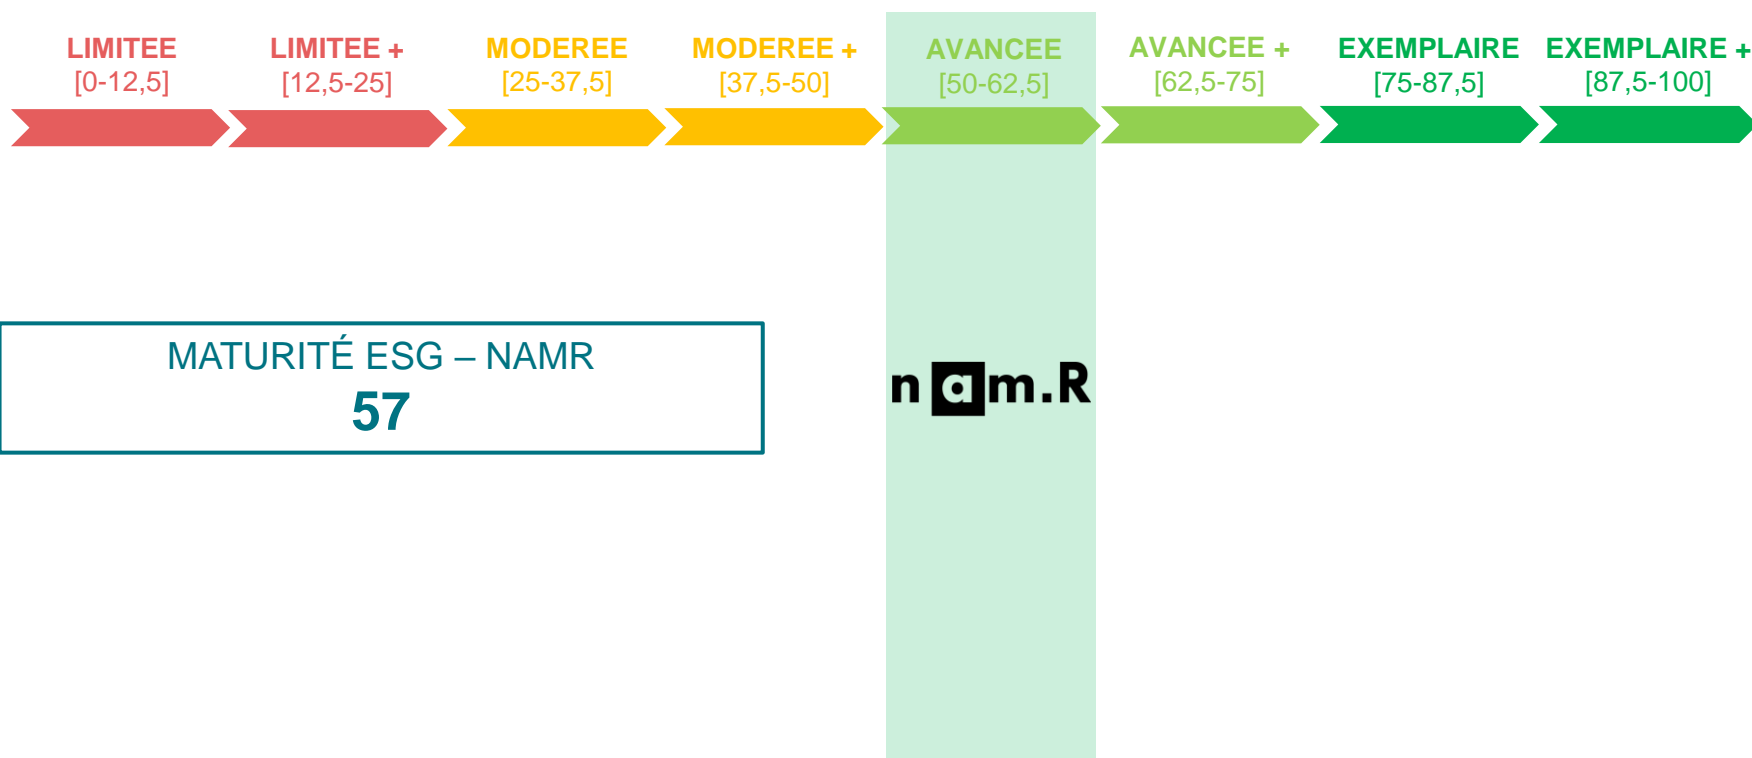 LIMITEE
[0-12,5]
LIMITEE +
[12,5-25]
MODEREE
[25-37,5]
MODEREE +
[37,5-50]
AVANCEE
[50-62,5]
AVANCEE +
[62,5-75]
EXEMPLAIRE
[75-87,5]
EXEMPLAIRE +
[87,5-100]
MATURITÉ ESG – NAMR
57
nam.R